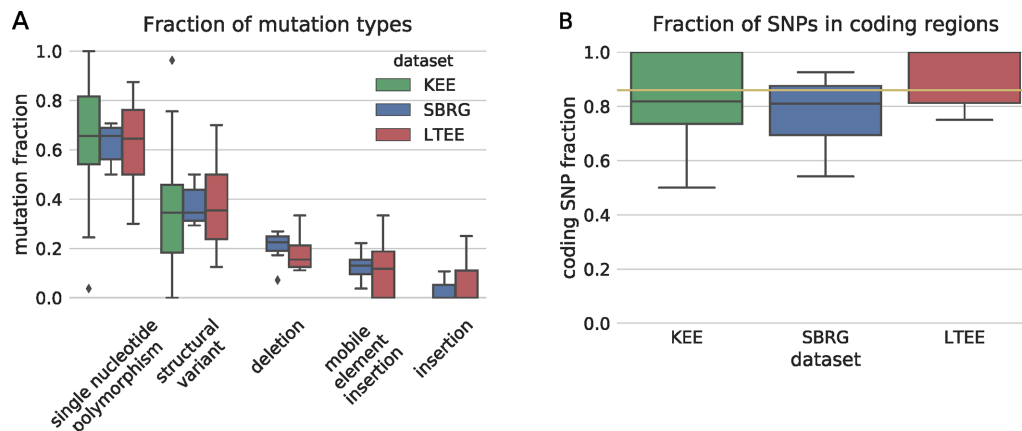 A
Fraction of mutation types
mutation fraction
1.0
0.8
0.6
0.4
0.2
0.0
dataset
KEE
SBRG
LTEE
single nucleotide
polymorphism
structural
variant
deletion
mobile
element
insertion
insertion
B
Fraction of SNPs in coding regions
coding SNP fraction
1.0
0.8
0.6
0.4
0.2
0.0
KEE
SBRG
LTEE
dataset